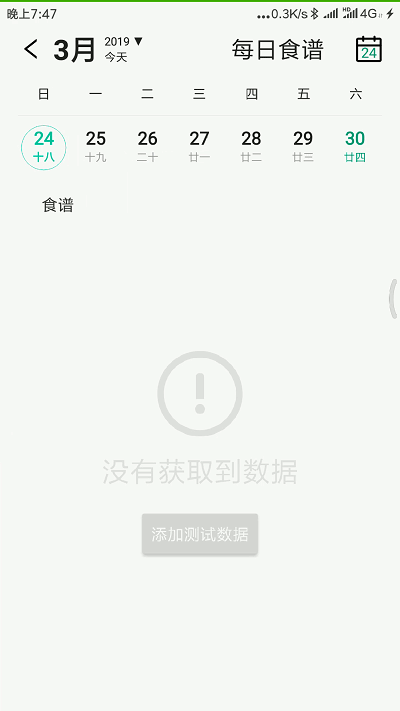 晚上7:47
...0.3K/s HD 4G
3月
2019▼
今天
每日食谱
24
日 一 二 三 四 五 六
24 25 26 27 28 29 30
十八 十九 二十 廿一 廿二 廿三 廿四
食谱
没有获取到数据
添加测试数据